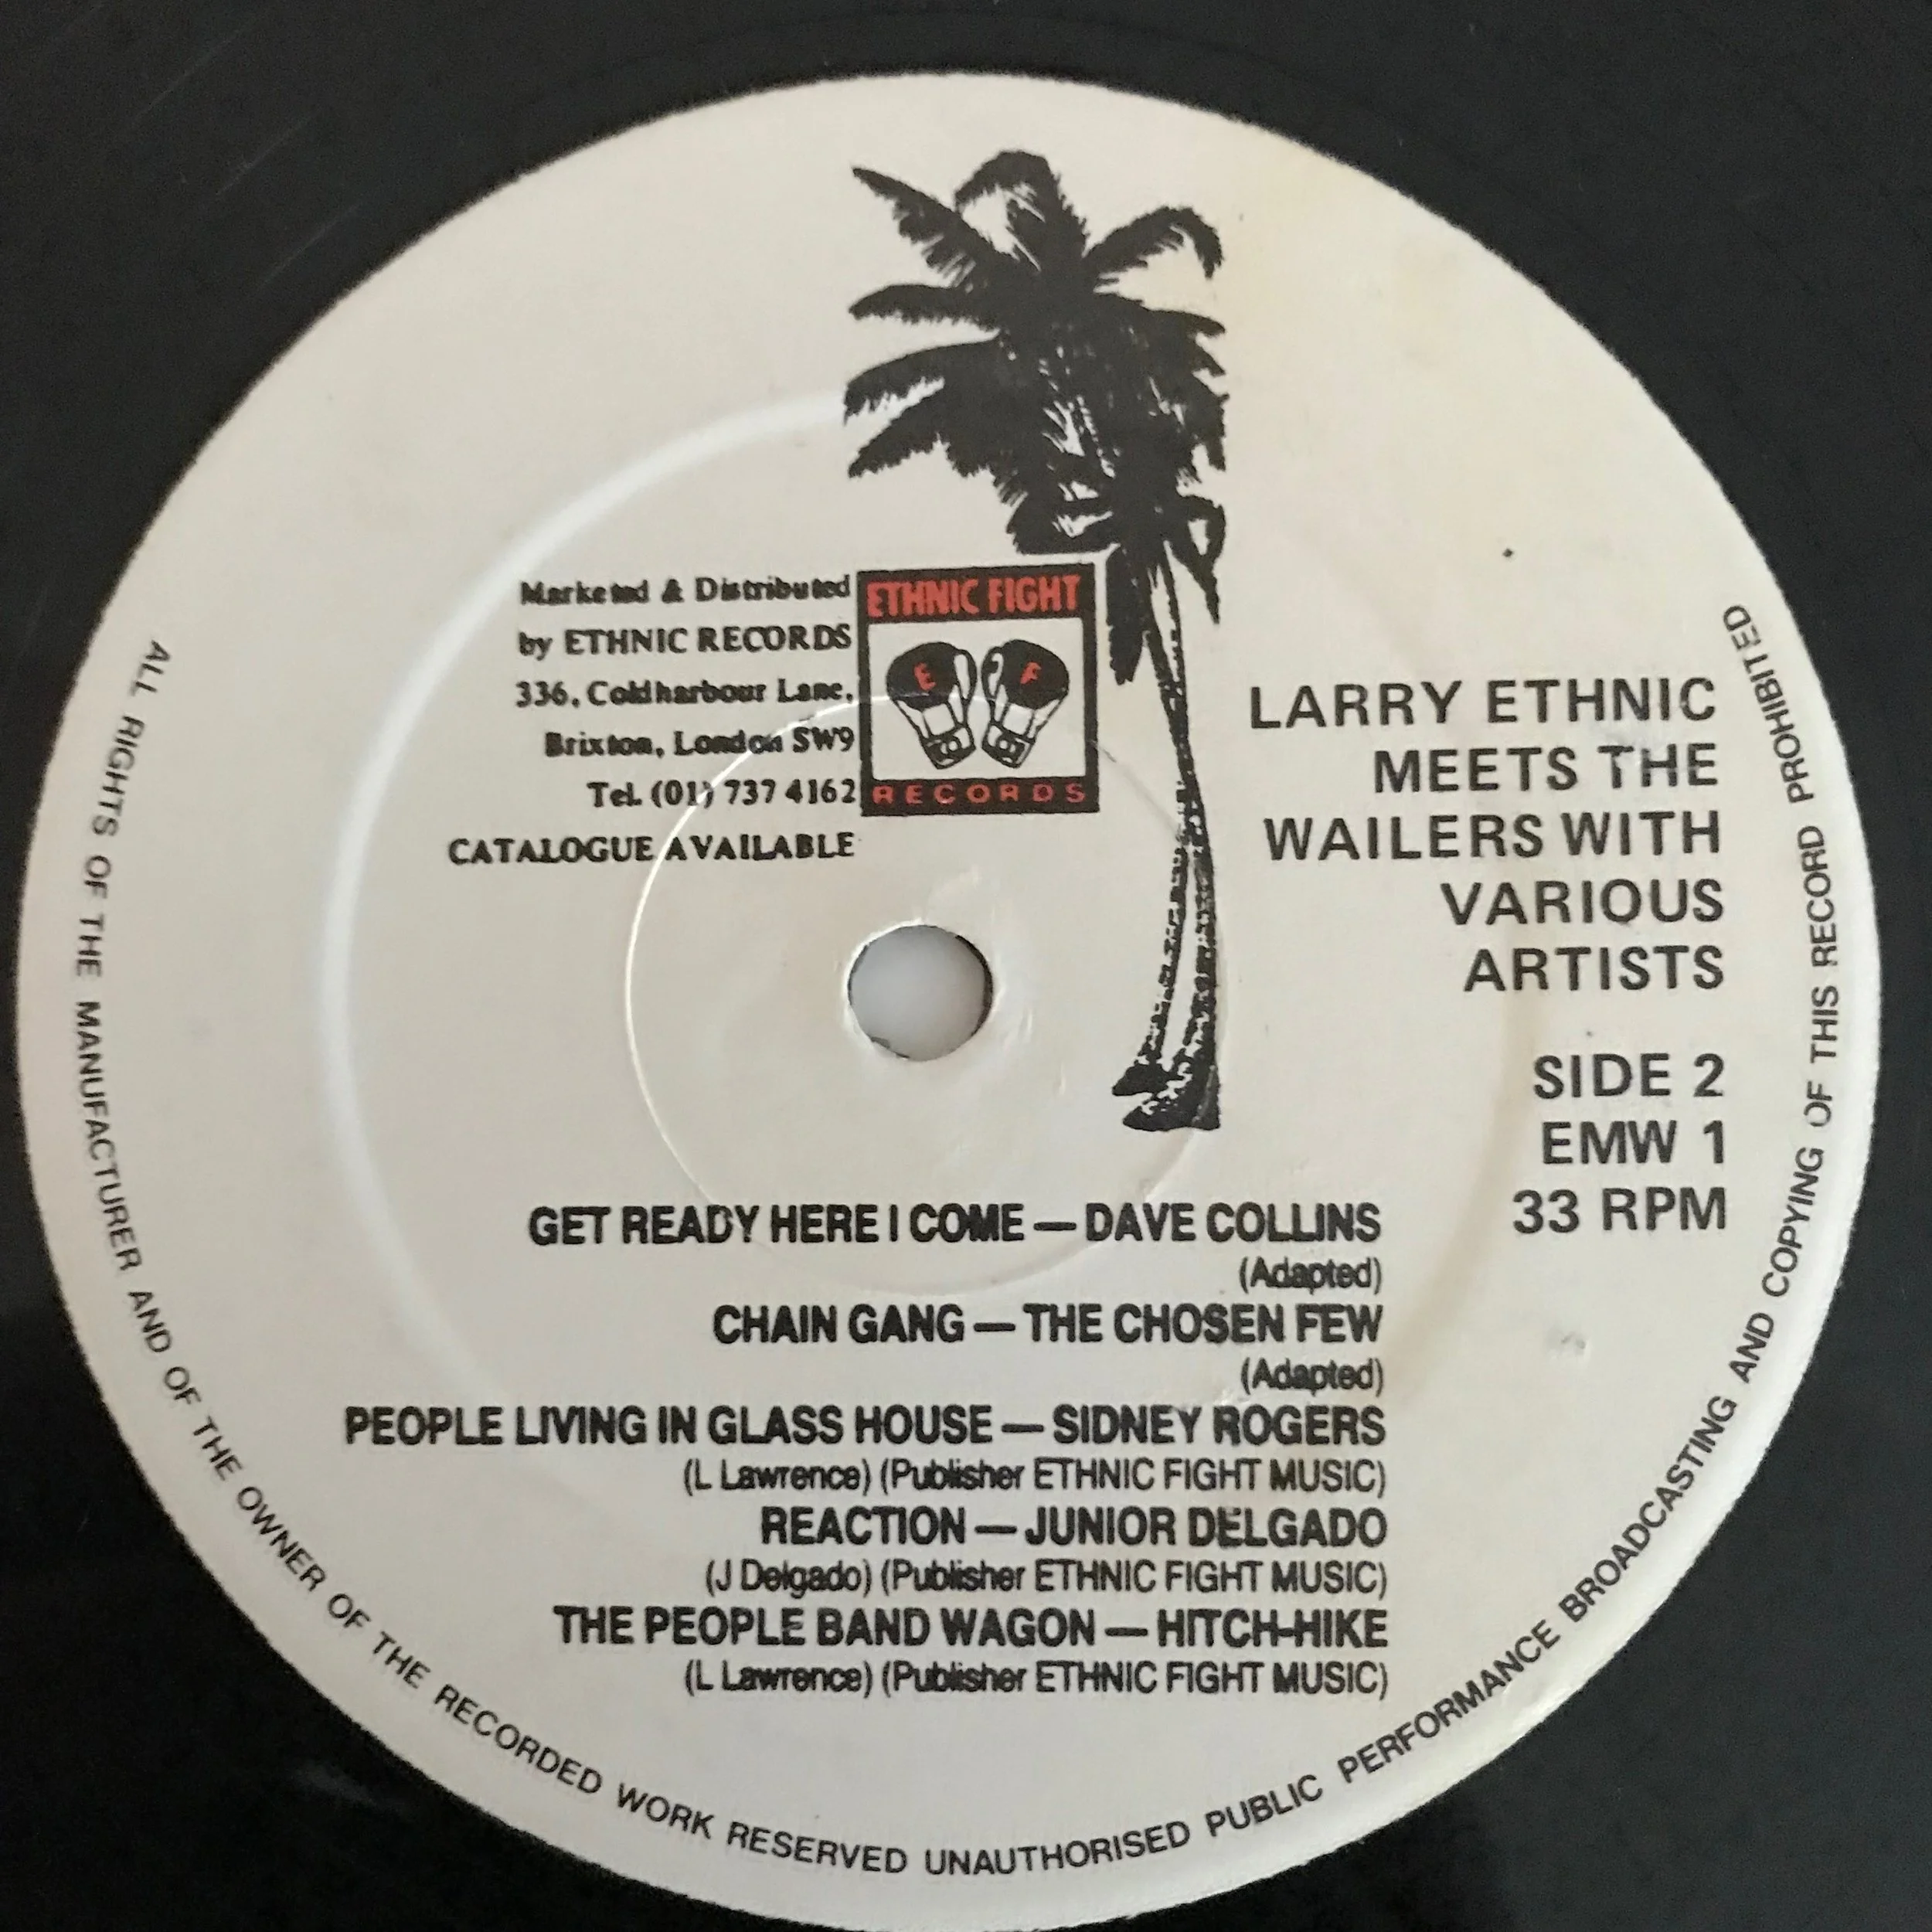 Marketed & Distributed
by ETHNIC RECORDS
336, Coldharbour Lane,
Brixton, London SW9
Tel. (01) 737 4162
CATALOGUE AVAILABLE
ETHNIC FIGHT
E F
RECORDS
LARRY ETHNIC
MEETS THE
WAILERS WITH
VARIOUS
ARTISTS
SIDE 2
EMW 1
33 RPM
GET READY HERE I COME — DAVE COLLINS
(Adapted)
CHAIN GANG — THE CHOSEN FEW
(Adapted)
PEOPLE LIVING IN GLASS HOUSE — SIDNEY ROGERS
(L Lawrence) (Publisher ETHNIC FIGHT MUSIC)
REACTION — JUNIOR DELGADO
(J Delgado) (Publisher ETHNIC FIGHT MUSIC)
THE PEOPLE BAND WAGON — HITCH-HIKE
(L Lawrence) (Publisher ETHNIC FIGHT MUSIC)
ALL RIGHTS OF THE MANUFACTURER AND OF THE OWNER OF THE RECORDED WORK RESERVED UNAUTHORISED PUBLIC PERFORMANCE BROADCASTING AND COPYING OF THIS RECORD PROHIBITED